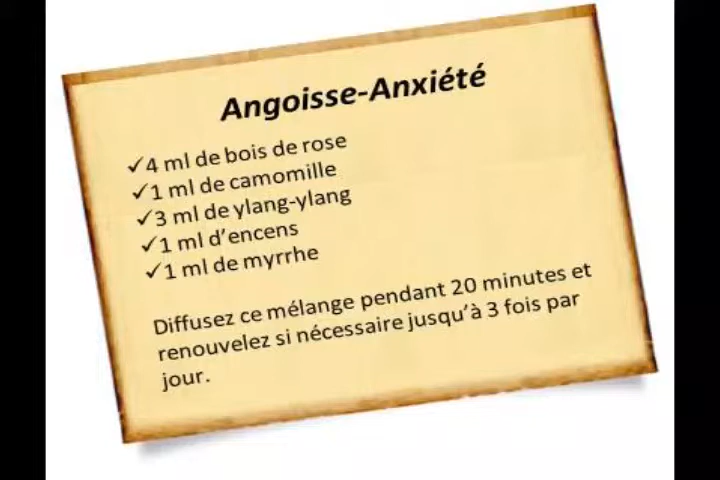 Angoisse-Anxiété
✓4 ml de bois de rose
✓1 ml de camomille
✓3 ml de ylang-ylang
✓1 ml d'encens
✓1 ml de myrrhe
Diffusez ce mélange pendant 20 minutes et
renouvelez si nécessaire jusqu'à 3 fois par
jour.